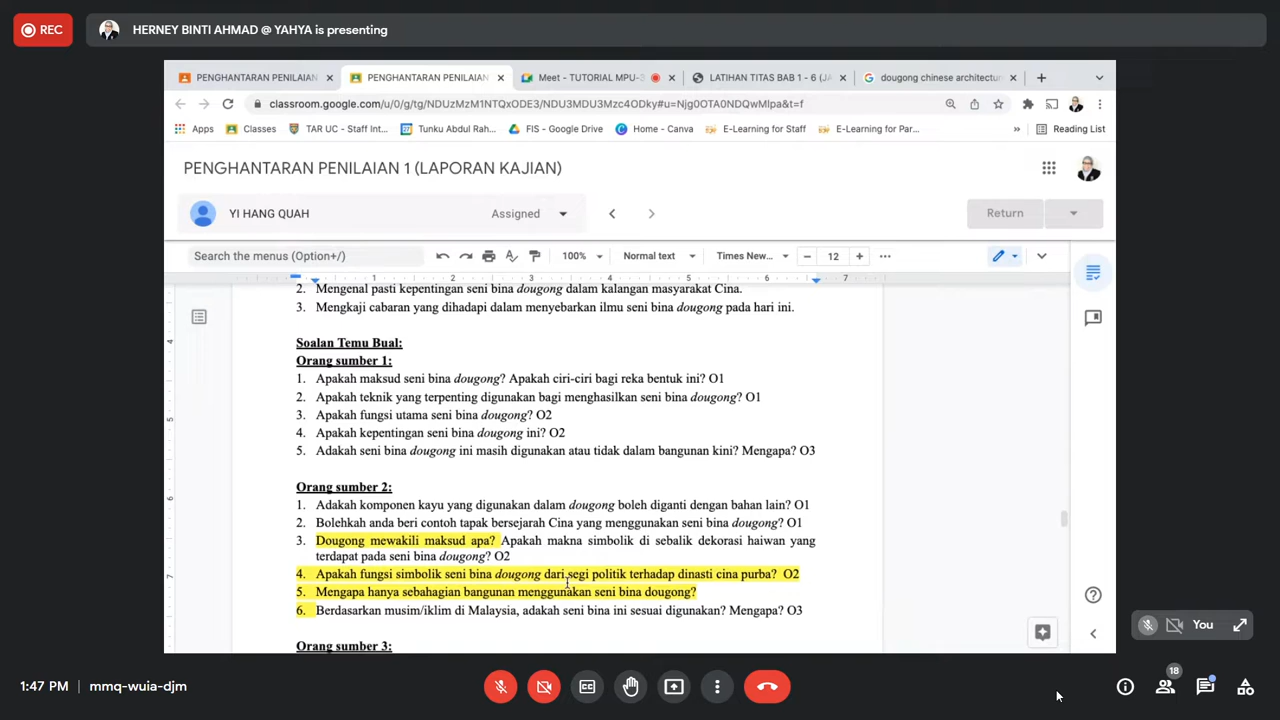 REC
HERNEY BINTI AHMAD @ YAHYA is presenting
PENGHANTARAN PENILAIAN
PENGHANTARAN PENILAIAN
Meet - TUTORIAL MPU-3
LATIHAN TITAS BAB 1 - 6 (JA
dougong chinese architectur
classroom.google.com/u/0/g/tg/NDUzMzM1NTQxODE3/NDU3MDU3Mzc4ODky#u=Njg0OTA0NDQwMlpa&t=f
Apps
Classes
TAR UC - Staff Int...
Tunku Abdul Rah...
FIS - Google Drive
Home - Canva
E-Learning for Staff
E-Learning for Par...
»
Reading List
PENGHANTARAN PENILAIAN 1 (LAPORAN KAJIAN)
YI HANG QUAH
Assigned
Return
Search the menus (Option+/)
100%
Normal text
Times New...
12
1 2 3 4 5 6 7
2. Mengenal pasti kepentingan seni bina dougong dalam kalangan masyarakat Cina.
3. Mengkaji cabaran yang dihadapi dalam menyebarkan ilmu seni bina dougong pada hari ini.
Soalan Temu Bual:
Orang sumber 1:
1. Apakah maksud seni bina dougong? Apakah ciri-ciri bagi reka bentuk ini? O1
2. Apakah teknik yang terpenting digunakan bagi menghasilkan seni bina dougong? O1
3. Apakah fungsi utama seni bina dougong? O2
4. Apakah kepentingan seni bina dougong ini? O2
5. Adakah seni bina dougong ini masih digunakan atau tidak dalam bangunan kini? Mengapa? O3
Orang sumber 2:
1. Adakah komponen kayu yang digunakan dalam dougong boleh diganti dengan bahan lain? O1
2. Bolehkah anda beri contoh tapak bersejarah Cina yang menggunakan seni bina dougong? O1
3. Dougong mewakili maksud apa? Apakah makna simbolik di sebalik dekorasi haiwan yang
terdapat pada seni bina dougong? O2
4. Apakah fungsi simbolik seni bina dougong dari segi politik terhadap dinasti cina purba? O2
5. Mengapa hanya sebahagian bangunan menggunakan seni bina dougong?
6. Berdasarkan musim/iklim di Malaysia, adakah seni bina ini sesuai digunakan? Mengapa? O3
Orang sumber 3:
4
5
6
7
You
1:47 PM
mmq-wuia-djm
18